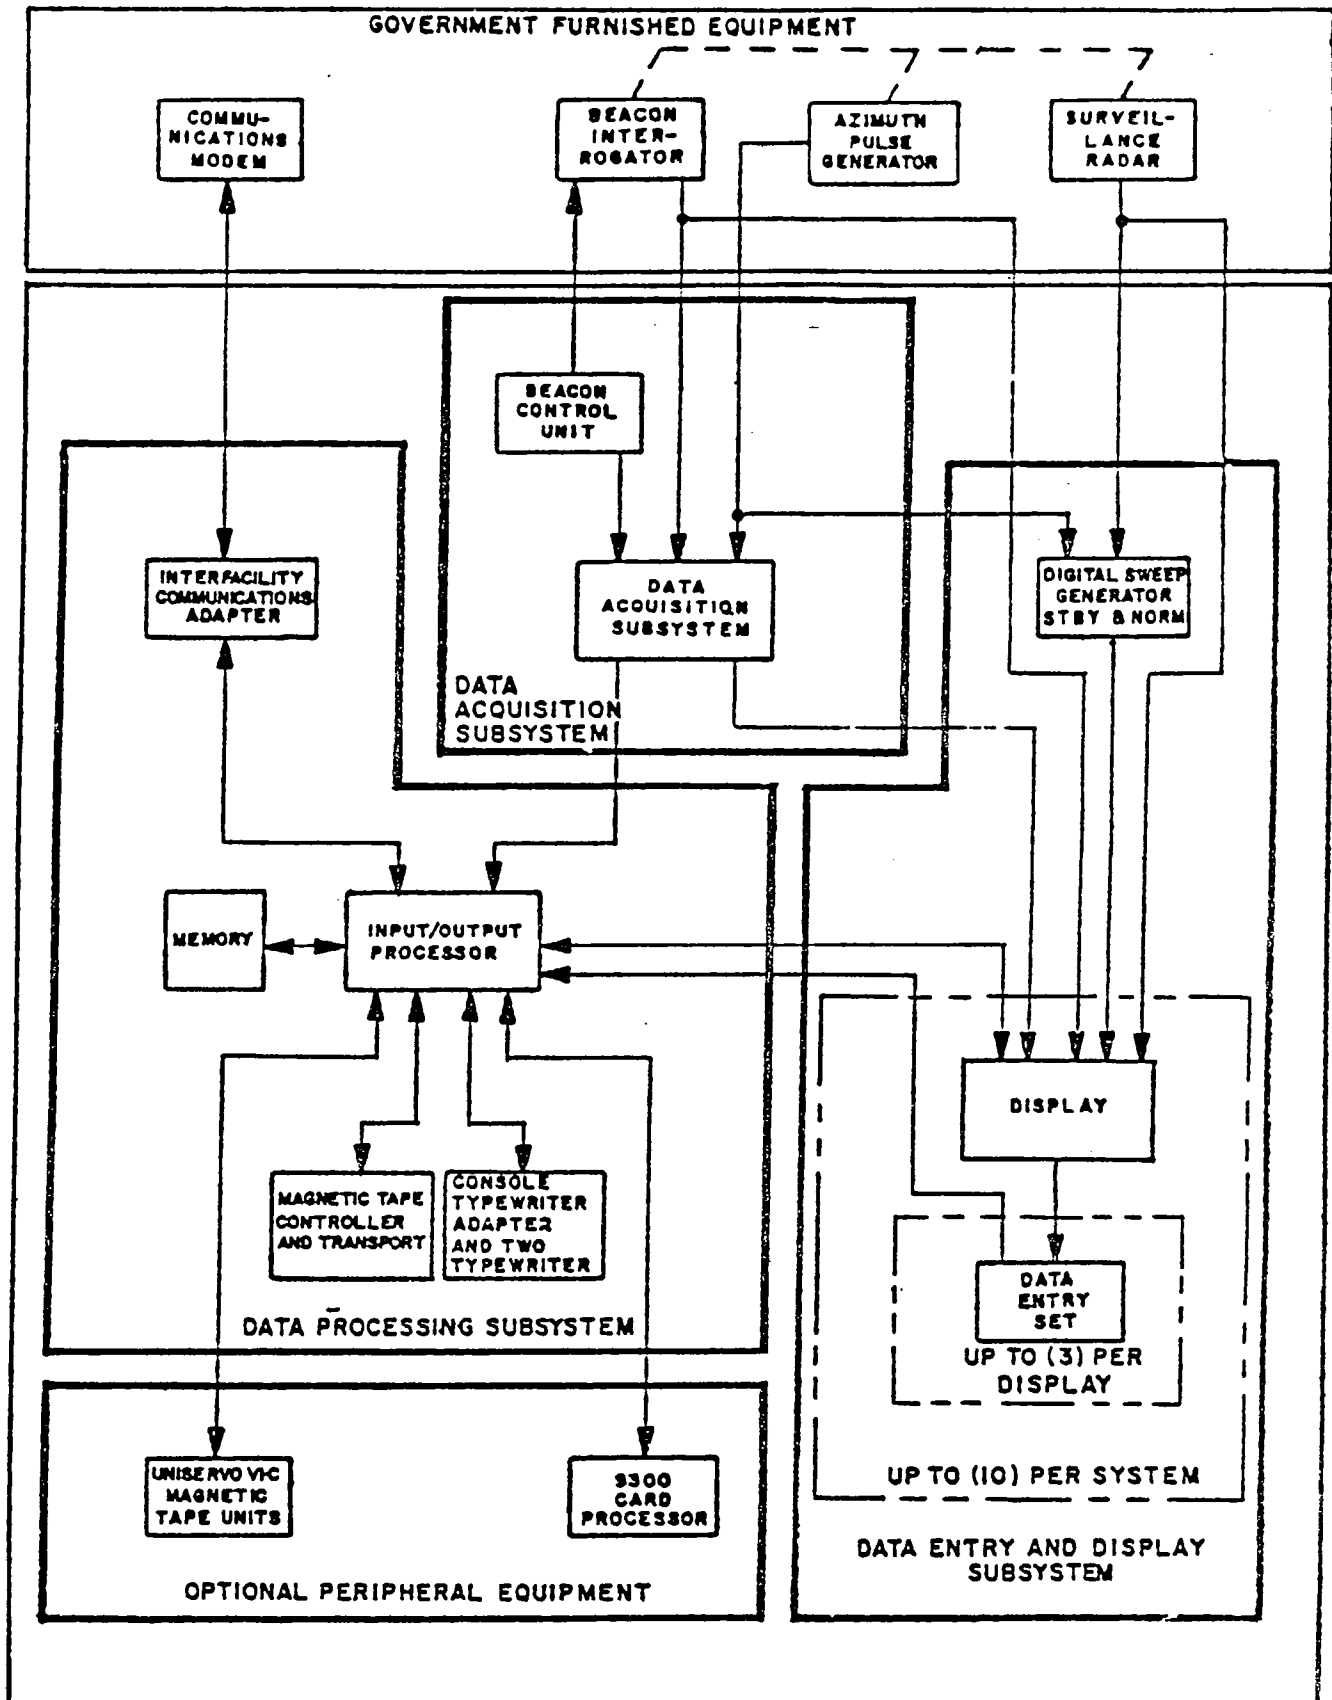 GOVERNMENT FURNISHED EQUIPMENT
COMMU-
NICATIONS
MODEM
BEACON
INTER-
ROGATOR
AZIMUTH
PULSE
GENERATOR
SURVEIL-
LANCE
RADAR
BEACON
CONTROL
UNIT
INTERFACILITY
COMMUNICATIONS
ADAPTER
DATA
ACQUISITION
SUBSYSTEM
DIGITAL SWEEP
GENERATOR
STBY & NORM
DATA
ACQUISITION
SUBSYSTEM
MEMORY
INPUT/OUTPUT
PROCESSOR
DISPLAY
MAGNETIC TAPE
CONTROLLER
AND TRANSPORT
CONSOLE
TYPEWRITER
ADAPTER
AND TWO
TYPEWRITER
DATA
ENTRY
SET
UP TO (3) PER
DISPLAY
DATA PROCESSING SUBSYSTEM
UP TO (10) PER SYSTEM
UNISERVO VI-C
MAGNETIC
TAPE UNITS
9300
CARD
PROCESSOR
DATA ENTRY AND DISPLAY
SUBSYSTEM
OPTIONAL PERIPHERAL EQUIPMENT